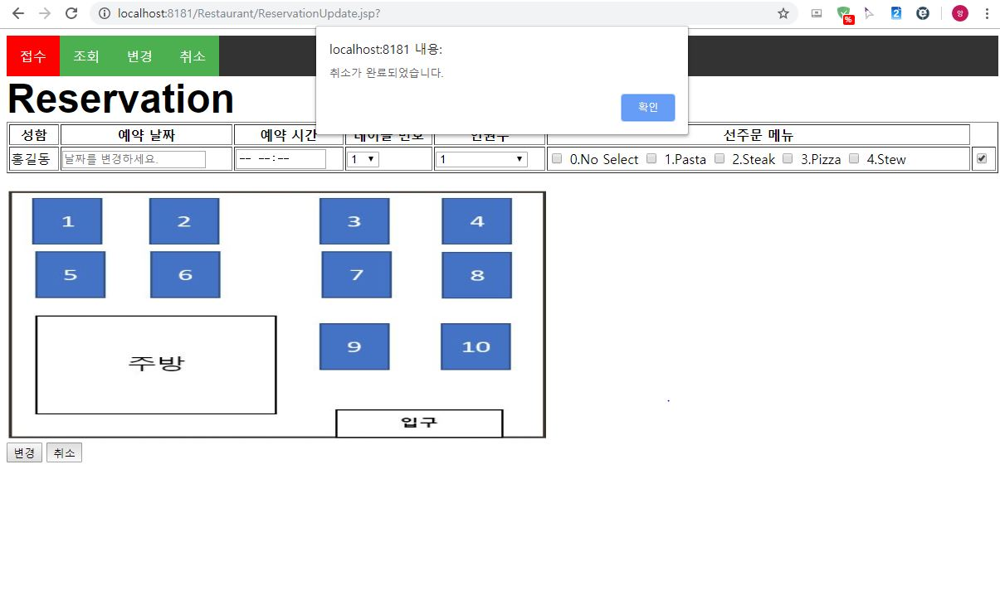 localhost:8181/Restaurant/ReservationUpdate.jsp?
접수 조회 변경 취소
localhost:8181 내용:
취소가 완료되었습니다.
확인
Reservation
성함 예약 날짜 예약 시간 테이블 번호 인원수 선주문 메뉴
홍길동 날짜를 변경하세요. -- --:-- 1 1 0.No Select 1.Pasta 2.Steak 3.Pizza 4.Stew
1 2 3 4
5 6 7 8
9 10
주방
입구
변경 취소